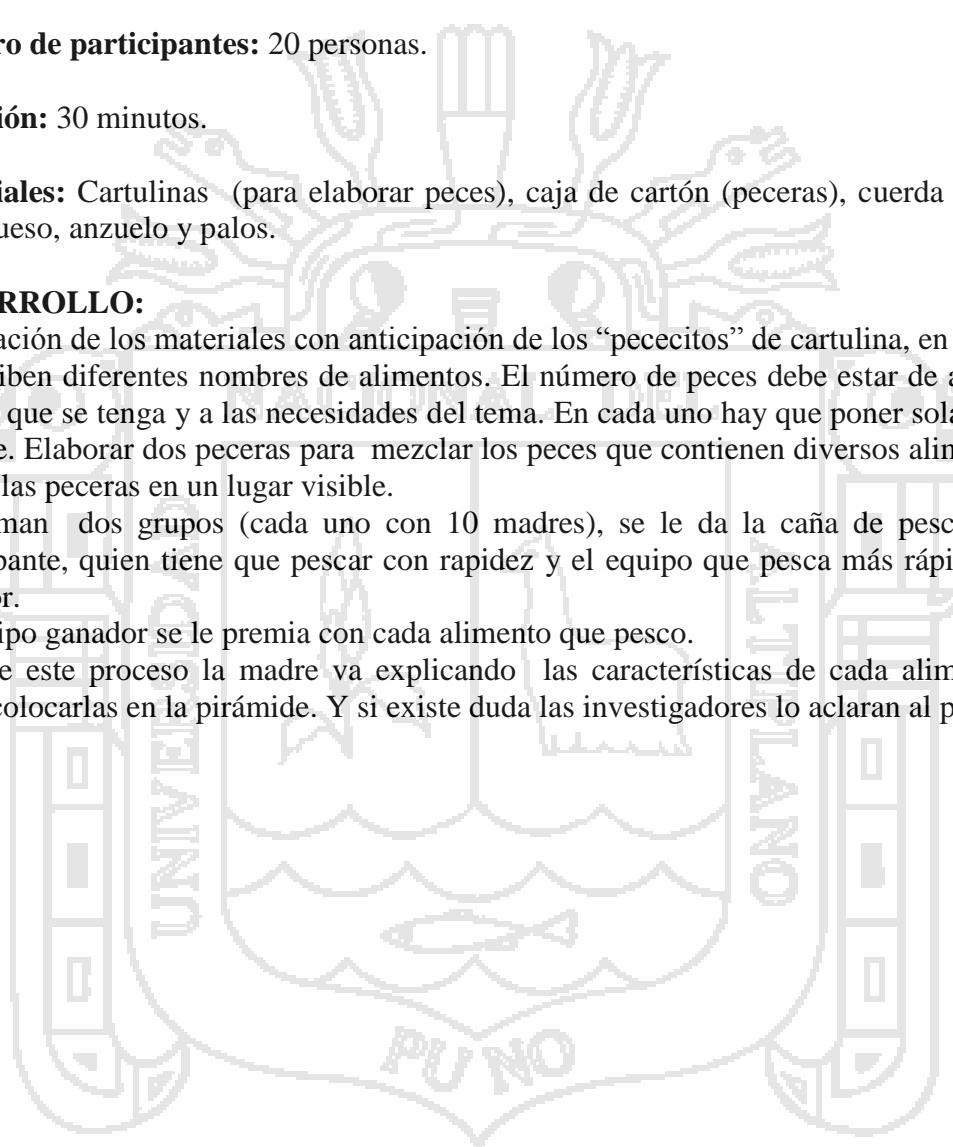 ro de participantes: 20 personas.
ión: 30 minutos.
iales: Cartulinas (para elaborar peces), caja de cartón (peceras), cuerda
ueso, anzuelo y palos.
RROLLO:
ación de los materiales con anticipación de los “pececitos” de cartulina, en
iben diferentes nombres de alimentos. El número de peces debe estar de a
que se tenga y a las necesidades del tema. En cada uno hay que poner sola
e. Elaborar dos peceras para mezclar los peces que contienen diversos alim
las peceras en un lugar visible.
man dos grupos (cada uno con 10 madres), se le da la caña de pesc
pante, quien tiene que pescar con rapidez y el equipo que pesca más rápi
or.
ipo ganador se le premia con cada alimento que pesco.
e este proceso la madre va explicando las características de cada alim
colocarlas en la pirámide. Y si existe duda las investigadores lo aclaran al p
NACIONAL DEL
UNIVERSIDAD
ALTIPLANO
PUNO